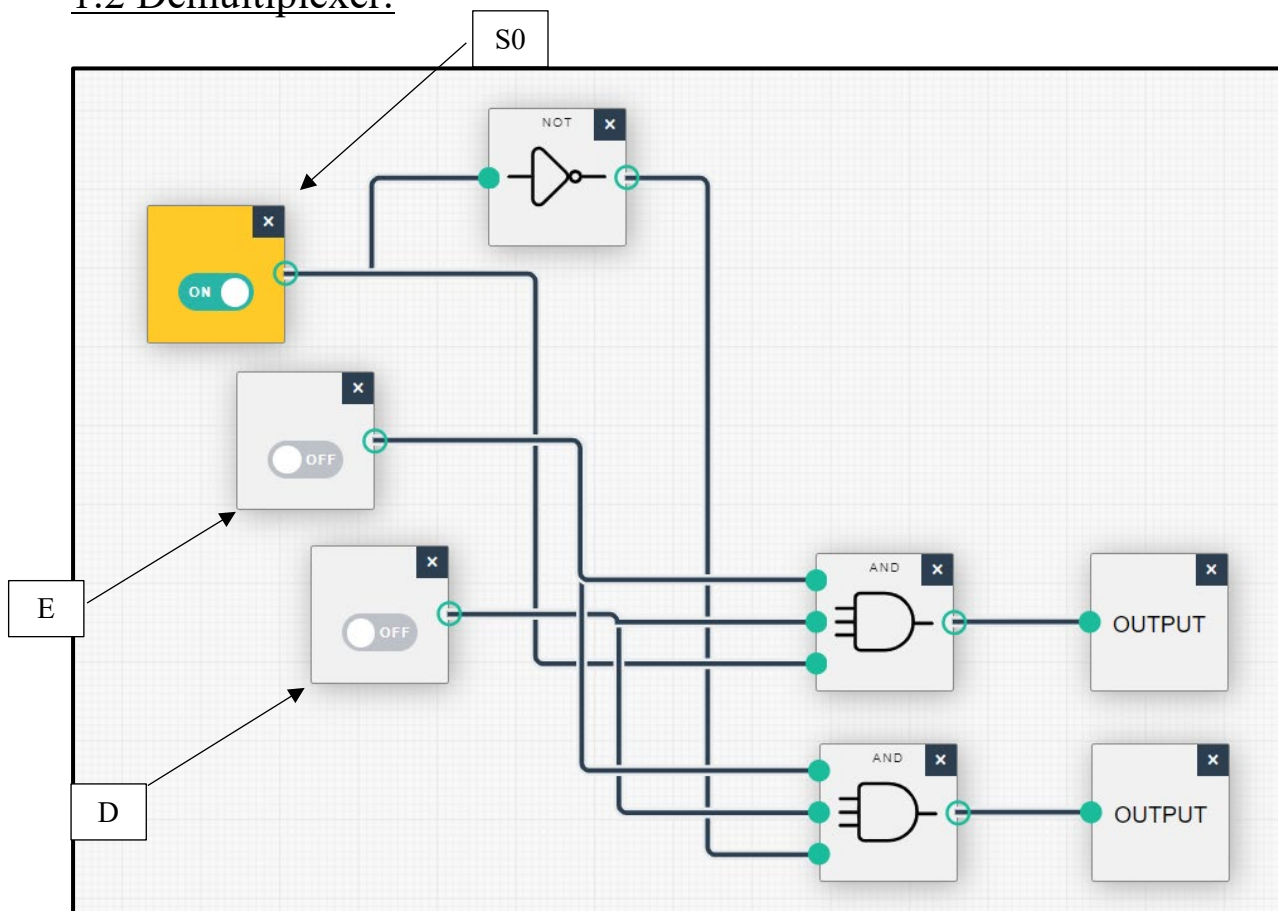 1:2 Demultiplexer:
S0
NOT
×
×
ON
×
OFF
E
×
OFF
AND
×
×
OUTPUT
D
AND
×
×
OUTPUT